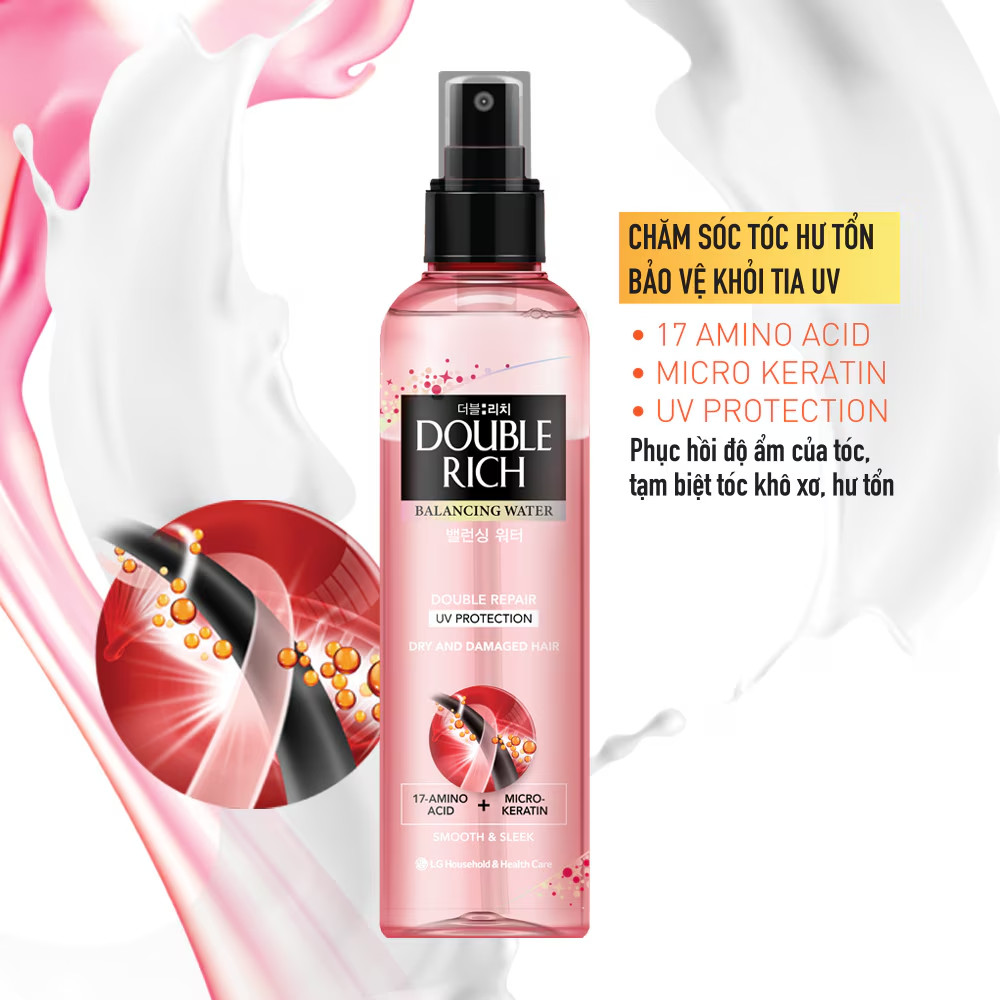 더블:리치
DOUBLE
RICH
BALANCING WATER
밸런싱 워터
DOUBLE REPAIR
UV PROTECTION
DRY AND DAMAGED HAIR
17-AMINO
ACID
+
MICRO-
KERATIN
SMOOTH & SLEEK
LG Household & Health Care
CHĂM SÓC TÓC HƯ TỔN
BẢO VỆ KHỎI TIA UV
• 17 AMINO ACID
• MICRO KERATIN
• UV PROTECTION
Phục hồi độ ẩm của tóc,
tạm biệt tóc khô xơ, hư tổn